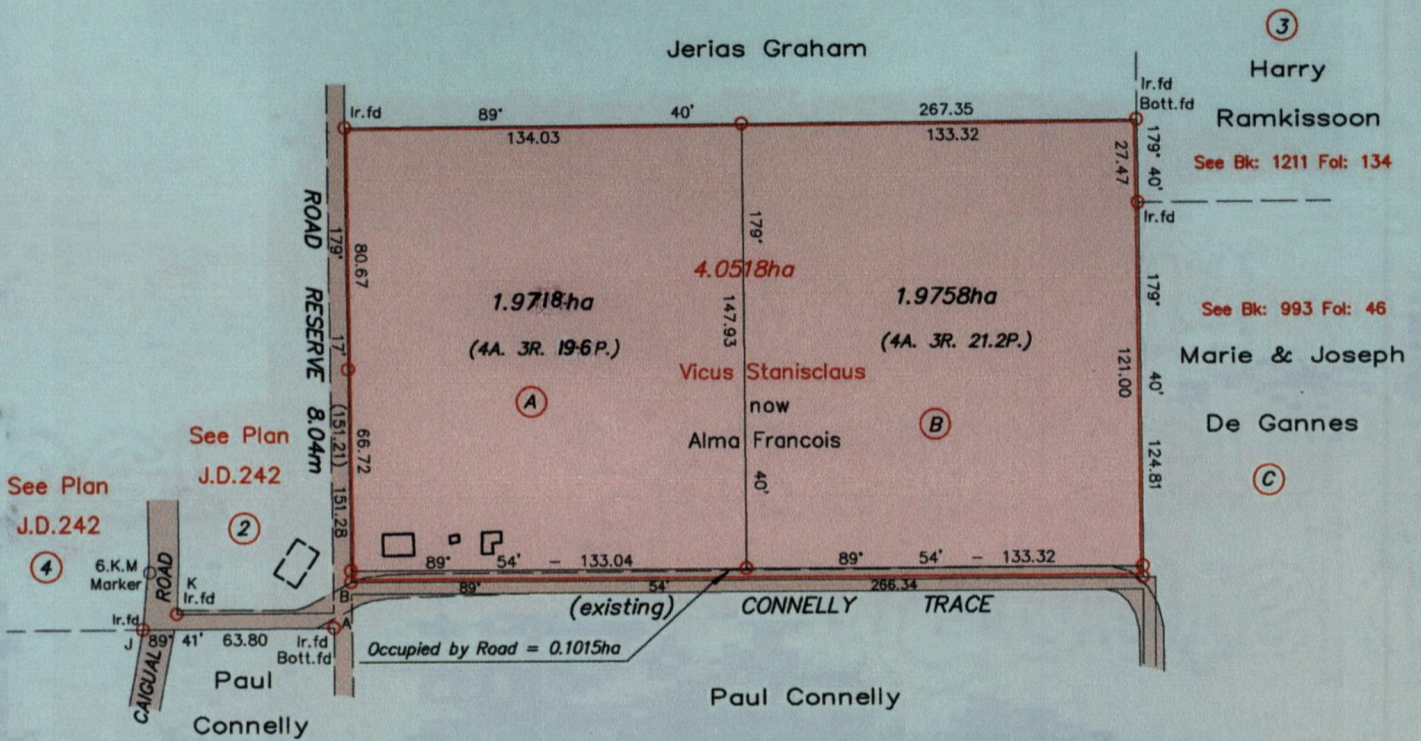 Jerias Graham
3
Harry
Ramkissoon
See Bk: 1211 Fol: 134
Ir.fd
Bott.fd
Ir.fd
89° 40' 267.35
134.03 133.32
179° 40'
27.47
Ir.fd
ROAD RESERVE 8.04m
179° 17' (151.21) 151.28
80.67
66.72
179° 40'
147.93
4.0518ha
1.9718ha
(4A. 3R. 19.6P.)
A
1.9758ha
(4A. 3R. 21.2P.)
B
Vicus Stanisclaus
now
Alma Francois
179° 40'
121.00
124.81
See Bk: 993 Fol: 46
Marie & Joseph
De Gannes
C
See Plan
J.D.242
2
See Plan
J.D.242
4
6.K.M
Marker
ROAD
K
Ir.fd
Ir.fd
J
89° 41' 63.80
Ir.fd
Bott.fd
B
A
CAIGUAL
89° 54' – 133.04
89° 54' – 133.32
89° 54' 266.34
(existing) CONNELLY TRACE
Occupied by Road = 0.1015ha
Paul
Connelly
Paul Connelly